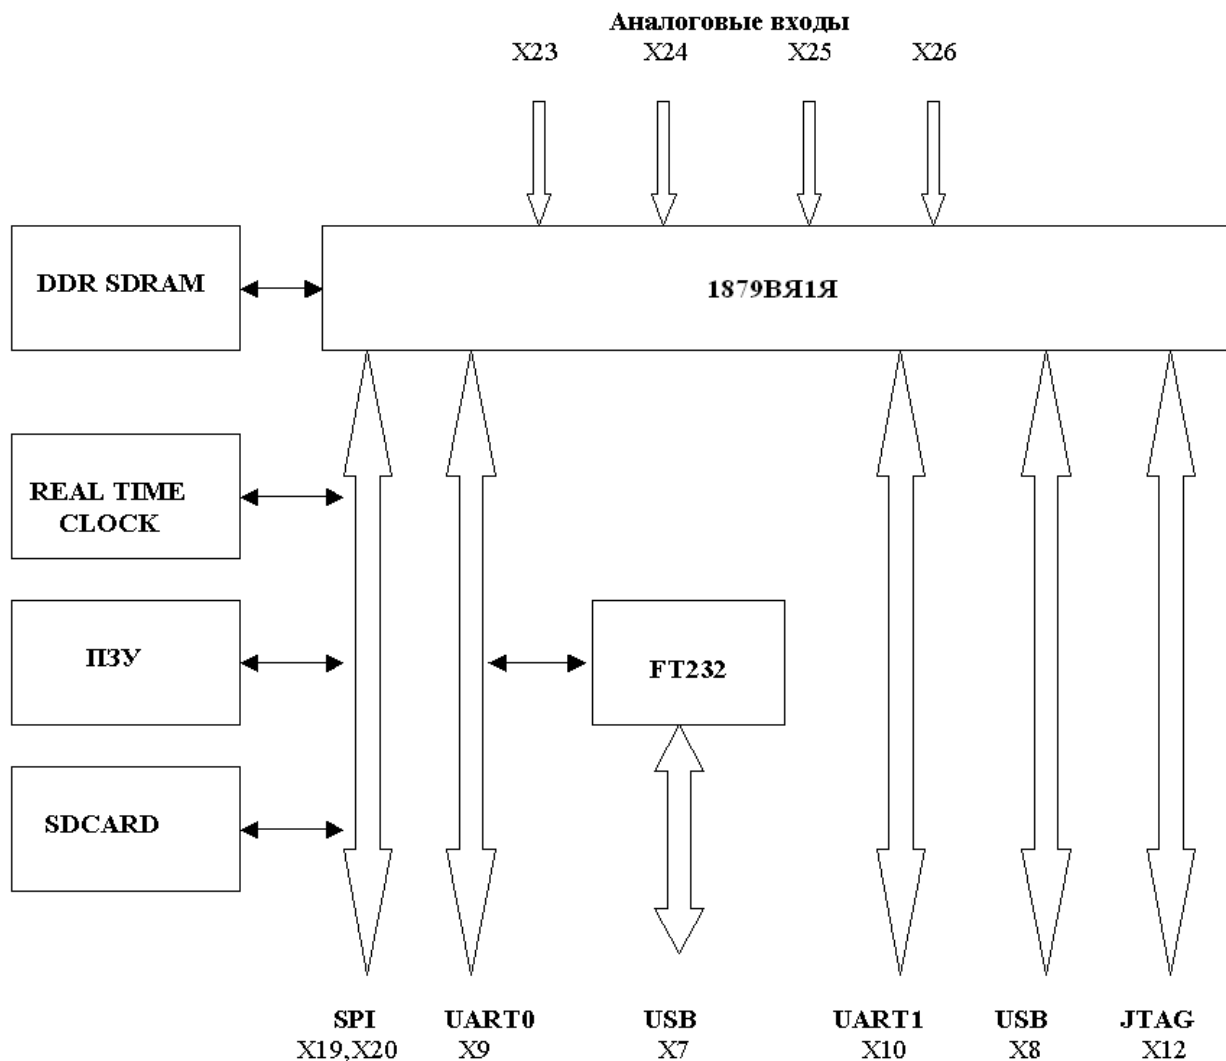 Аналоговые входы
X23 X24 X25 X26
DDR SDRAM
1879ВЯ1Я
REAL TIME
CLOCK
ПЗУ
FT232
SDCARD
SPI UART0 USB UART1 USB JTAG
X19,X20 X9 X7 X10 X8 X12